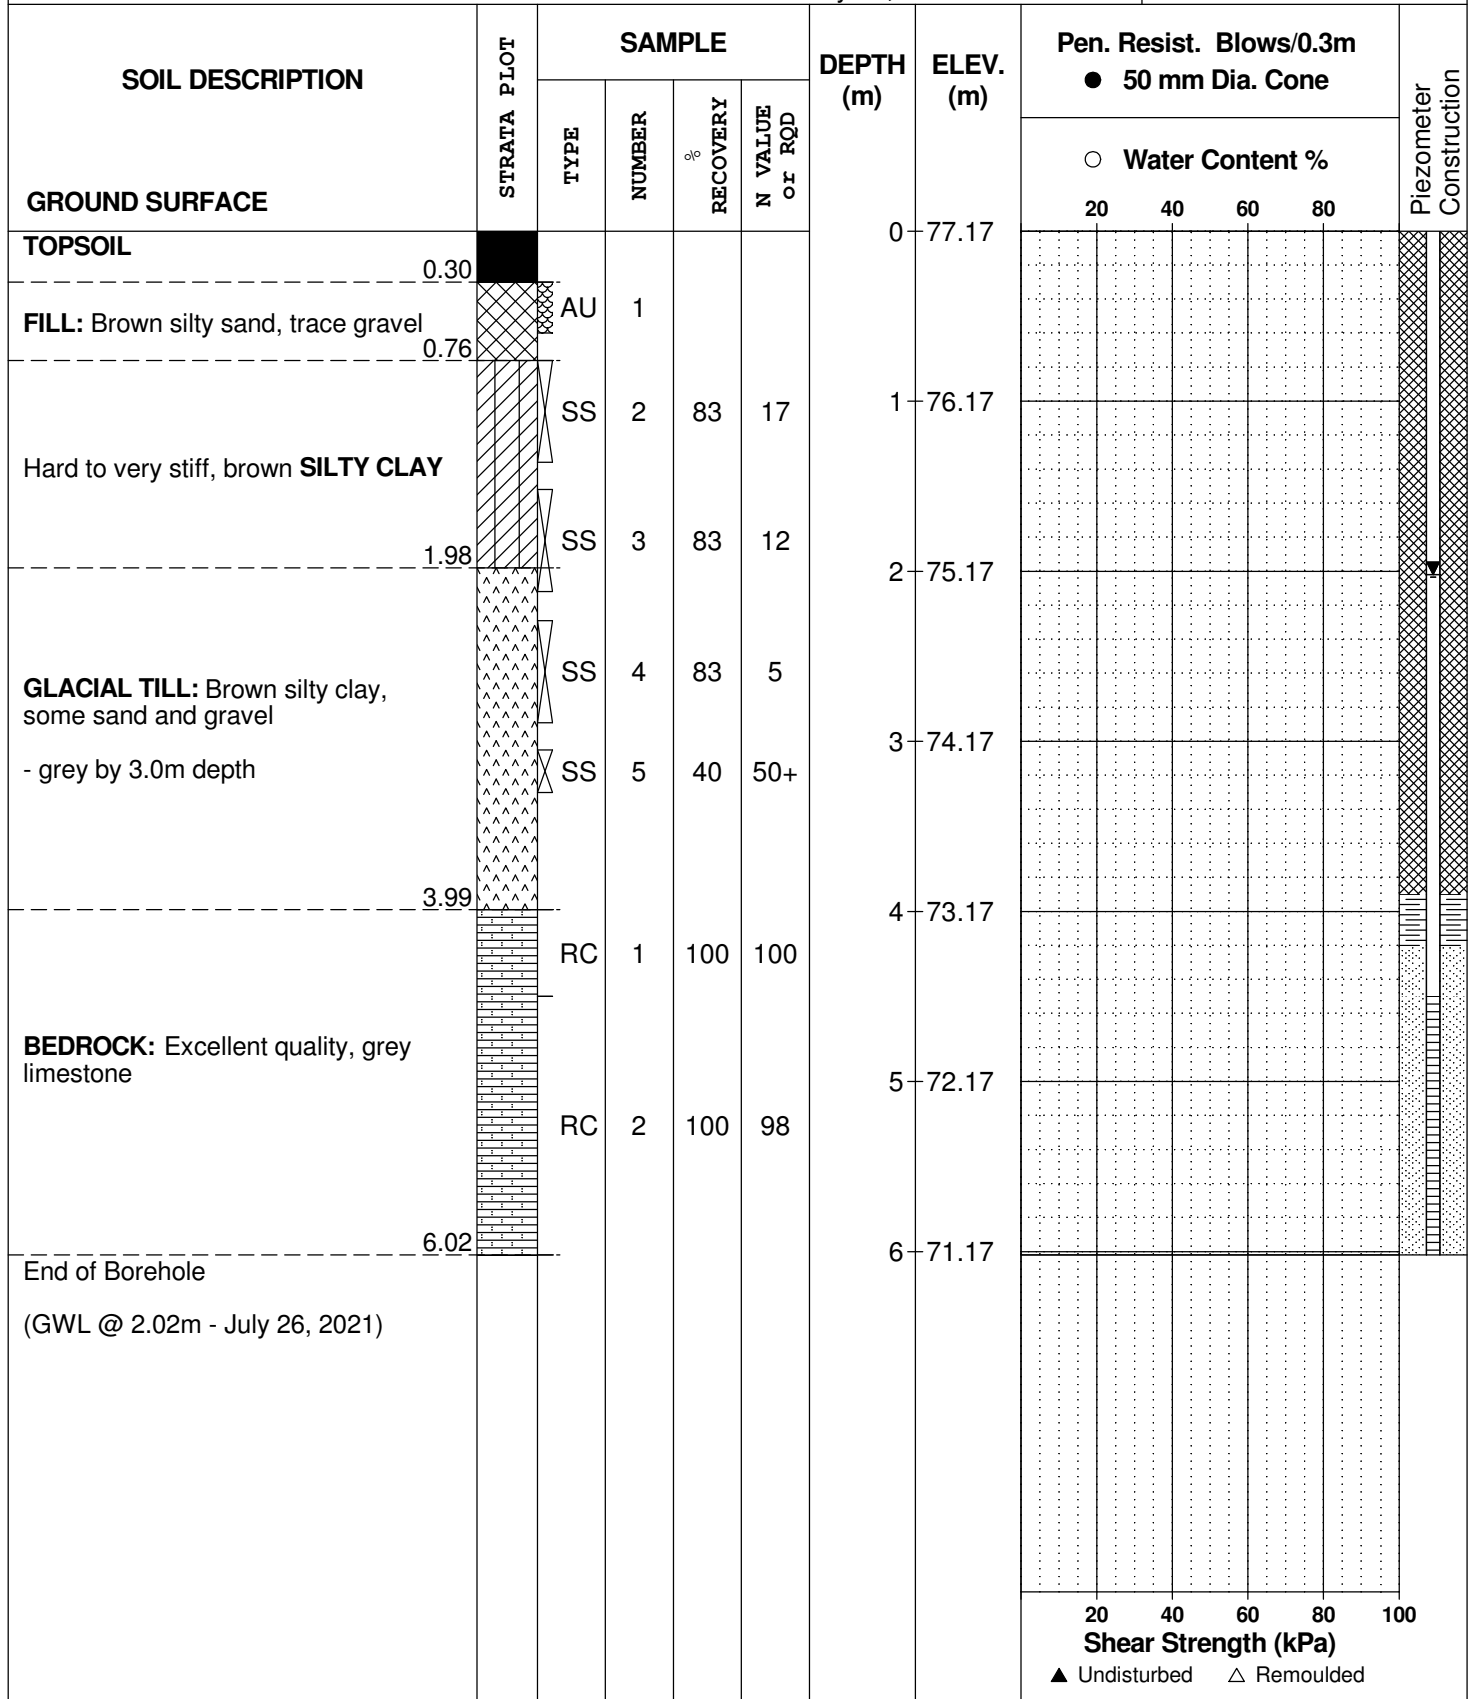 SOIL DESCRIPTION
GROUND SURFACE
STRATA PLOT
SAMPLE
TYPE
NUMBER
%
RECOVERY
N VALUE
or RQD
DEPTH
(m)
ELEV.
(m)
Pen. Resist. Blows/0.3m
● 50 mm Dia. Cone
○ Water Content %
20 40 60 80
Piezometer
Construction
0 77.17
TOPSOIL
0.30
AU 1
FILL: Brown silty sand, trace gravel
0.76
1 76.17
SS 2 83 17
Hard to very stiff, brown SILTY CLAY
SS 3 83 12
1.98
2 75.17
SS 4 83 5
GLACIAL TILL: Brown silty clay,
some sand and gravel
3 74.17
- grey by 3.0m depth
SS 5 40 50+
3.99
4 73.17
RC 1 100 100
BEDROCK: Excellent quality, grey
limestone
5 72.17
RC 2 100 98
6.02
6 71.17
End of Borehole
(GWL @ 2.02m - July 26, 2021)
20 40 60 80 100
Shear Strength (kPa)
▲ Undisturbed △ Remoulded